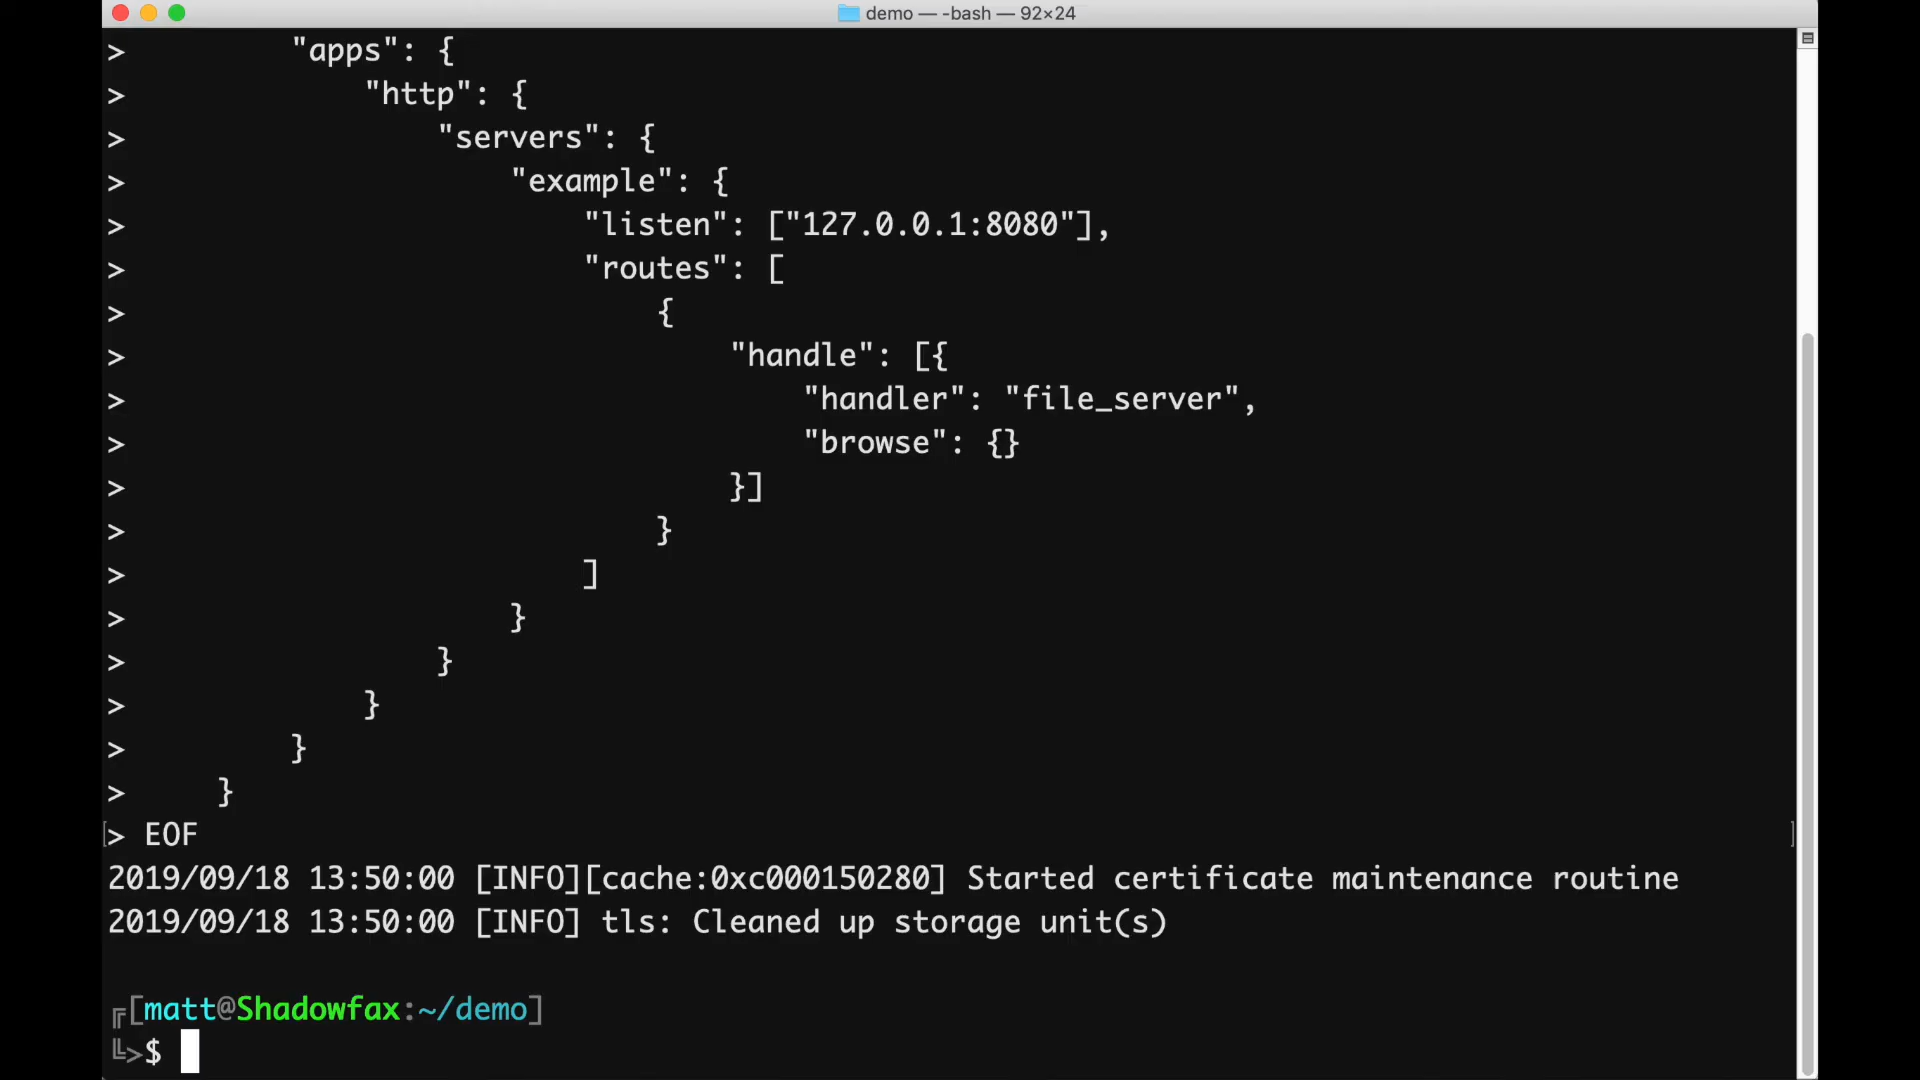 demo — -bash — 92×24
>         "apps": {
>             "http": {
>                 "servers": {
>                     "example": {
>                         "listen": ["127.0.0.1:8080"],
>                         "routes": [
>                             {
>                                 "handle": [{
>                                     "handler": "file_server",
>                                     "browse": {}
>                                 }]
>                             }
>                         ]
>                     }
>                 }
>             }
>         }
>     }
[> EOF ]
2019/09/18 13:50:00 [INFO][cache:0xc000150280] Started certificate maintenance routine
2019/09/18 13:50:00 [INFO] tls: Cleaned up storage unit(s)
╔[matt@Shadowfax:~/demo]
╚>$